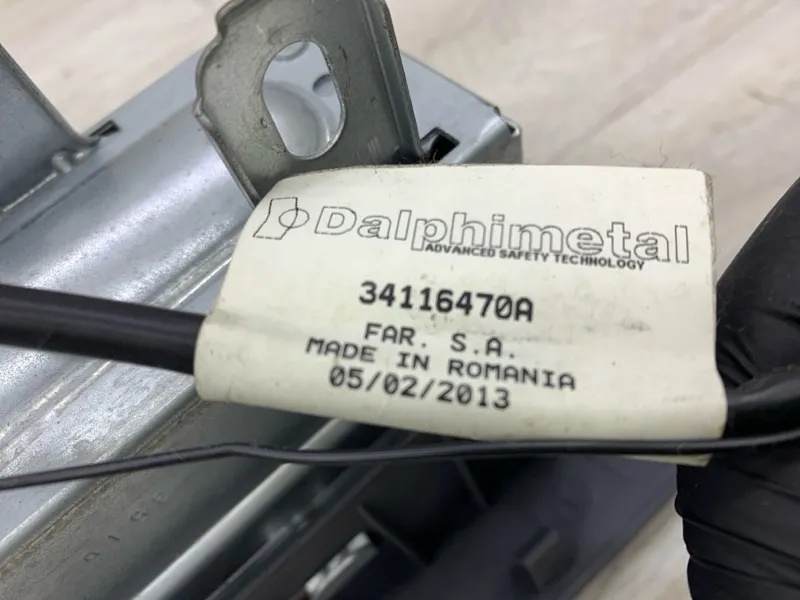 Dalphimetal
ADVANCED SAFETY TECHNOLOGY
34116470A
FAR. S.A.
MADE IN ROMANIA
05/02/2013